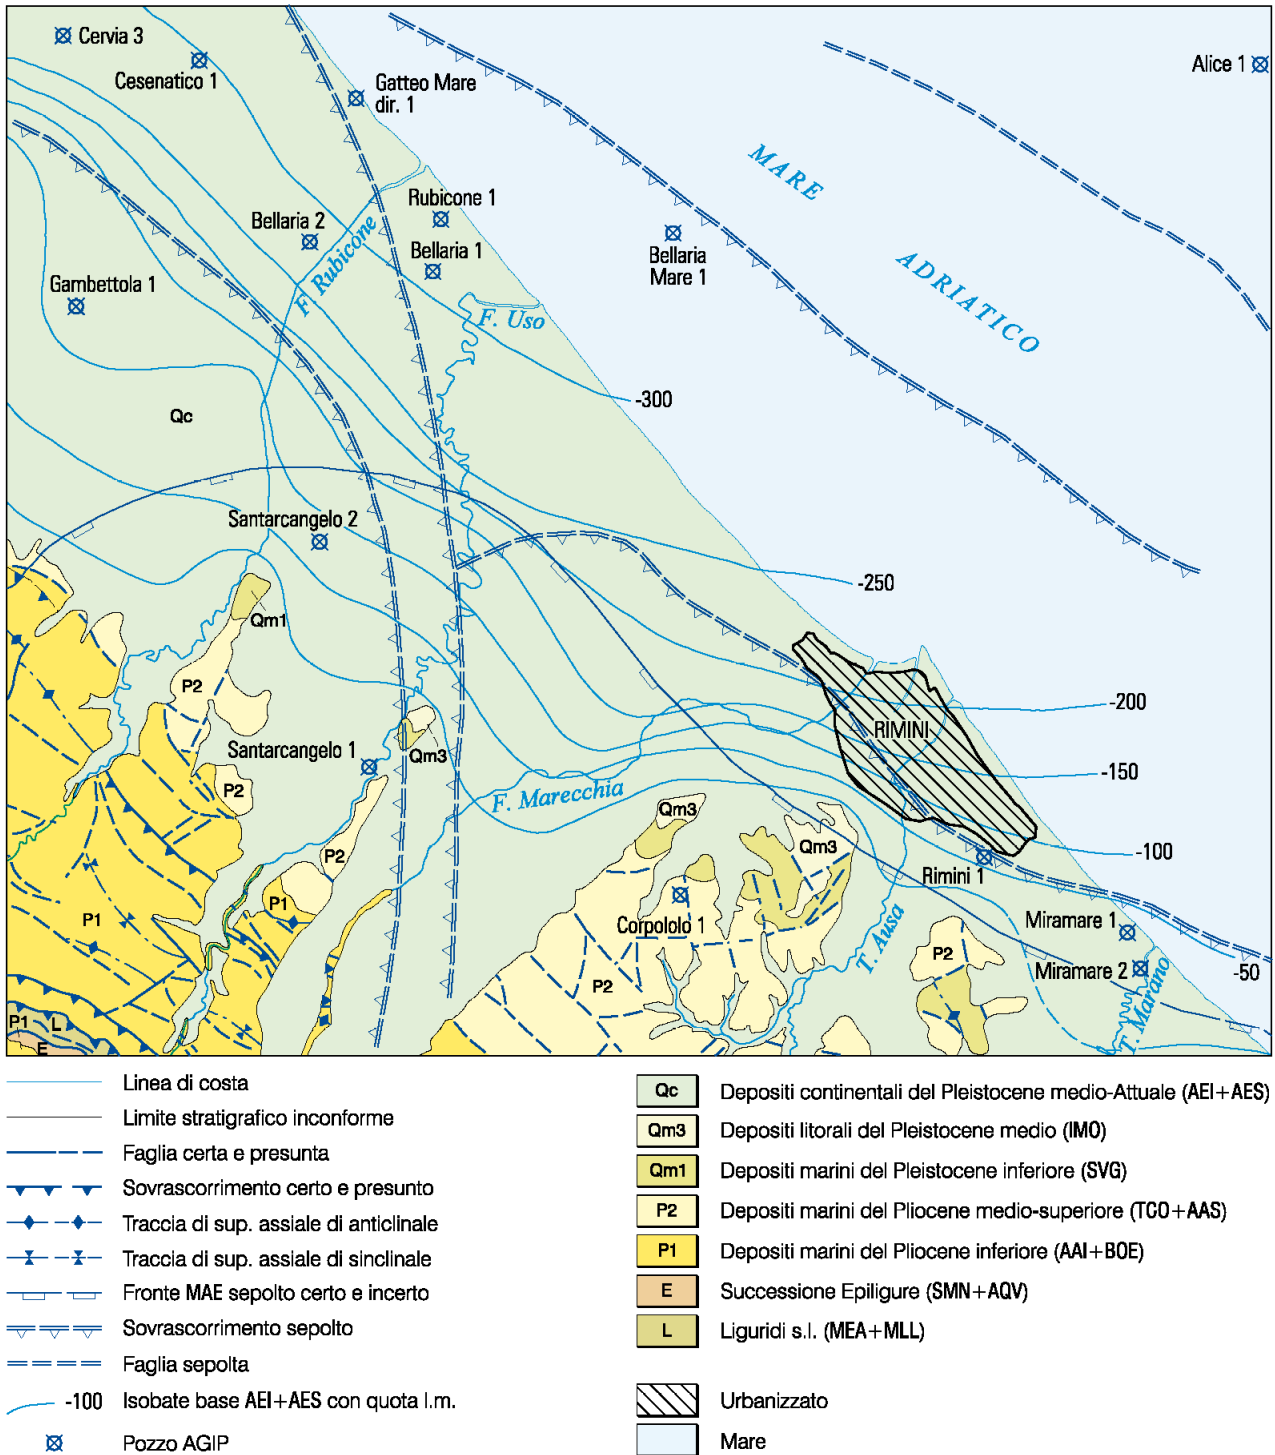 Cervia 3
Cesenatico 1
Gatteo Mare
dir. 1
Alice 1
MARE
ADRIATICO
Rubicone 1
Bellaria 2
Bellaria 1
Bellaria
Mare 1
F. Rubicone
Gambettola 1
F. Uso
-300
Qc
Santarcangelo 2
-250
Qm1
P2
-200
RIMINI
Santarcangelo 1
Qm3
-150
P2
F. Marecchia
Qm3
Qm3
P2
-100
Rimini 1
P1
P1
Corpololo 1
T. Ausa
Miramare 1
P2
Miramare 2
-50
P2
T. Marano
P1
L
E
Linea di costa
Limite stratigrafico inconforme
Faglia certa e presunta
Sovrascorrimento certo e presunto
Traccia di sup. assiale di anticlinale
Traccia di sup. assiale di sinclinale
Fronte MAE sepolto certo e incerto
Sovrascorrimento sepolto
Faglia sepolta
-100 Isobate base AEI+AES con quota l.m.
Pozzo AGIP
Qc Depositi continentali del Pleistocene medio-Attuale (AEI+AES)
Qm3 Depositi litorali del Pleistocene medio (IMO)
Qm1 Depositi marini del Pleistocene inferiore (SVG)
P2 Depositi marini del Pliocene medio-superiore (TCO+AAS)
P1 Depositi marini del Pliocene inferiore (AAI+BOE)
E Successione Epiligure (SMN+AQV)
L Liguridi s.l. (MEA+MLL)
Urbanizzato
Mare